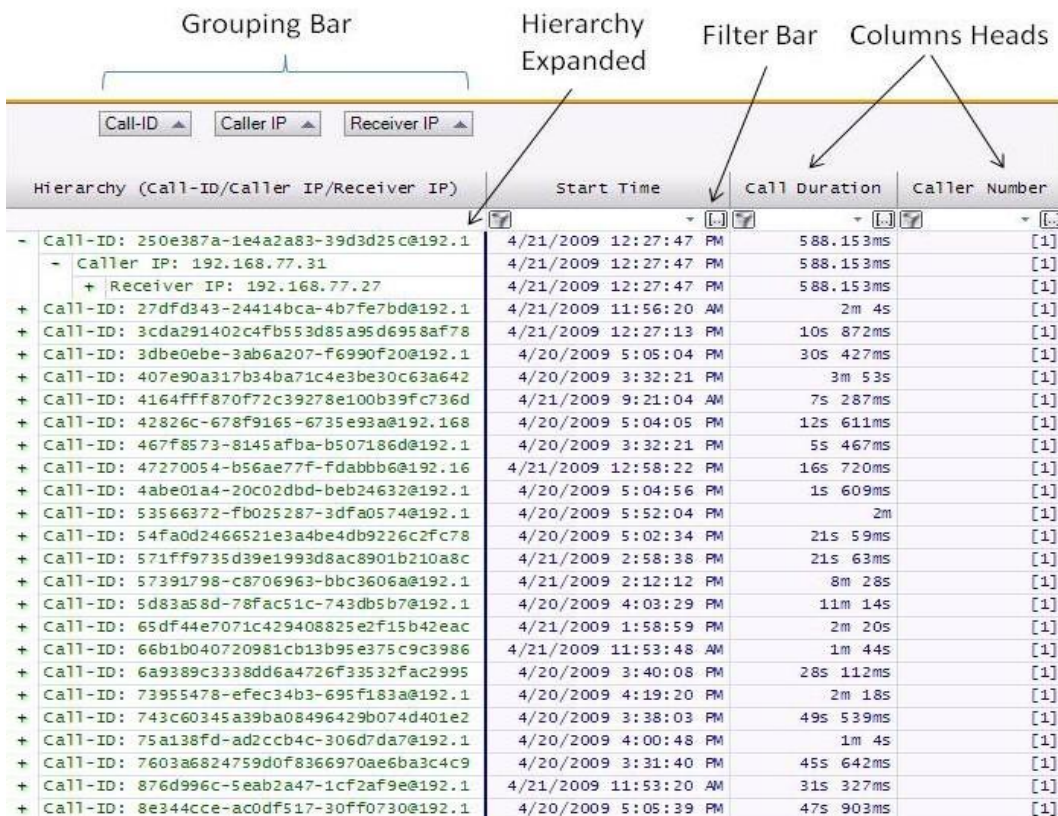 Grouping Bar
Hierarchy
Expanded
Filter Bar
Columns Heads
Call-ID
Caller IP
Receiver IP
Hierarchy (Call-ID/Caller IP/Receiver IP) Start Time Call Duration Caller Number
- Call-ID: 250e387a-1e4a2a83-39d3d25c@192.1 4/21/2009 12:27:47 PM 588.153ms [1]
- Caller IP: 192.168.77.31 4/21/2009 12:27:47 PM 588.153ms [1]
+ Receiver IP: 192.168.77.27 4/21/2009 12:27:47 PM 588.153ms [1]
+ Call-ID: 27dfd343-24414bca-4b7fe7bd@192.1 4/21/2009 11:56:20 AM 2m 4s [1]
+ Call-ID: 3cda291402c4fb553d85a95d6958af78 4/21/2009 12:27:13 PM 10s 872ms [1]
+ Call-ID: 3dbe0ebe-3ab6a207-f6990f20@192.1 4/20/2009 5:05:04 PM 30s 427ms [1]
+ Call-ID: 407e90a317b34ba71c4e3be30c63a642 4/20/2009 3:32:21 PM 3m 53s [1]
+ Call-ID: 4164fff870f72c39278e100b39fc736d 4/21/2009 9:21:04 AM 7s 287ms [1]
+ Call-ID: 42826c-678f9165-6735e93a@192.168 4/20/2009 5:04:05 PM 12s 611ms [1]
+ Call-ID: 467f8573-8145afba-b507186d@192.1 4/20/2009 3:32:21 PM 5s 467ms [1]
+ Call-ID: 47270054-b56ae77f-fdabbb6@192.16 4/21/2009 12:58:22 PM 16s 720ms [1]
+ Call-ID: 4abe01a4-20c02dbd-beb24632@192.1 4/20/2009 5:04:56 PM 1s 609ms [1]
+ Call-ID: 53566372-fb025287-3dfa0574@192.1 4/20/2009 5:52:04 PM 2m [1]
+ Call-ID: 54fa0d2466521e3a4be4db9226c2fc78 4/20/2009 5:02:34 PM 21s 59ms [1]
+ Call-ID: 571ff9735d39e1993d8ac8901b210a8c 4/21/2009 2:58:38 PM 21s 63ms [1]
+ Call-ID: 57391798-c8706963-bbc3606a@192.1 4/21/2009 2:12:12 PM 8m 28s [1]
+ Call-ID: 5d83a58d-78fac51c-743db5b7@192.1 4/20/2009 4:03:29 PM 11m 14s [1]
+ Call-ID: 65df44e7071c429408825e2f15b42eac 4/21/2009 1:58:59 PM 2m 20s [1]
+ Call-ID: 66b1b040720981cb13b95e375c9c3986 4/21/2009 11:53:48 AM 1m 44s [1]
+ Call-ID: 6a9389c3338dd6a4726f33532fac2995 4/20/2009 3:40:08 PM 28s 112ms [1]
+ Call-ID: 73955478-efec34b3-695f183a@192.1 4/20/2009 4:19:20 PM 2m 18s [1]
+ Call-ID: 743c60345a39ba08496429b074d401e2 4/20/2009 3:38:03 PM 49s 539ms [1]
+ Call-ID: 75a138fd-ad2ccb4c-306d7da7@192.1 4/20/2009 4:00:48 PM 1m 4s [1]
+ Call-ID: 7603a6824759d0f8366970ae6ba3c4c9 4/20/2009 3:31:40 PM 45s 642ms [1]
+ Call-ID: 876d996c-5eab2a47-1cf2af9e@192.1 4/21/2009 11:53:20 AM 31s 327ms [1]
+ Call-ID: 8e344cce-ac0df517-30ff0730@192.1 4/20/2009 5:05:39 PM 47s 903ms [1]